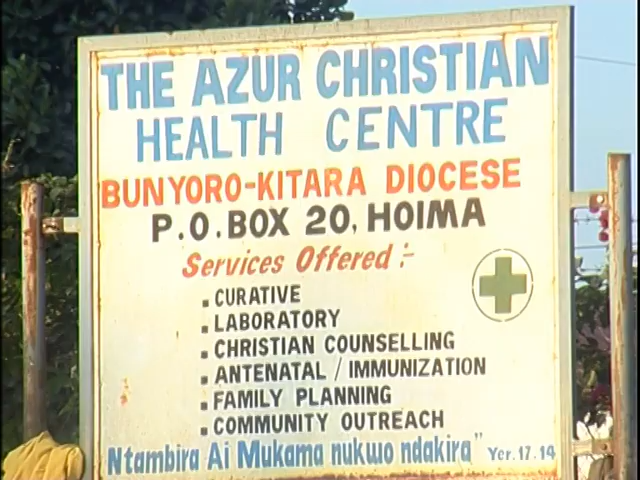 THE AZUR CHRISTIAN
HEALTH CENTRE
BUNYORO-KITARA DIOCESE
P.O. BOX 20, HOIMA
Services Offered :-
. CURATIVE
. LABORATORY
. CHRISTIAN COUNSELLING
. ANTENATAL / IMMUNIZATION
. FAMILY PLANNING
. COMMUNITY OUTREACH
Ntambira Ai Mukama nukwo ndakira" Yer. 17. 14